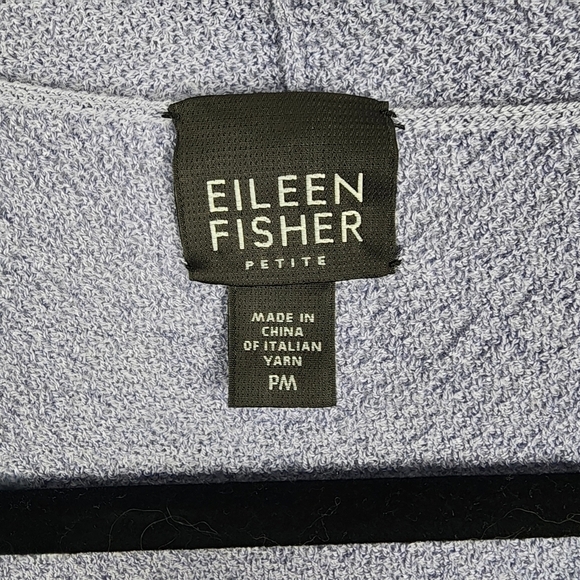 EILEEN
FISHER
PETITE
MADE IN
CHINA
OF ITALIAN
YARN
PM